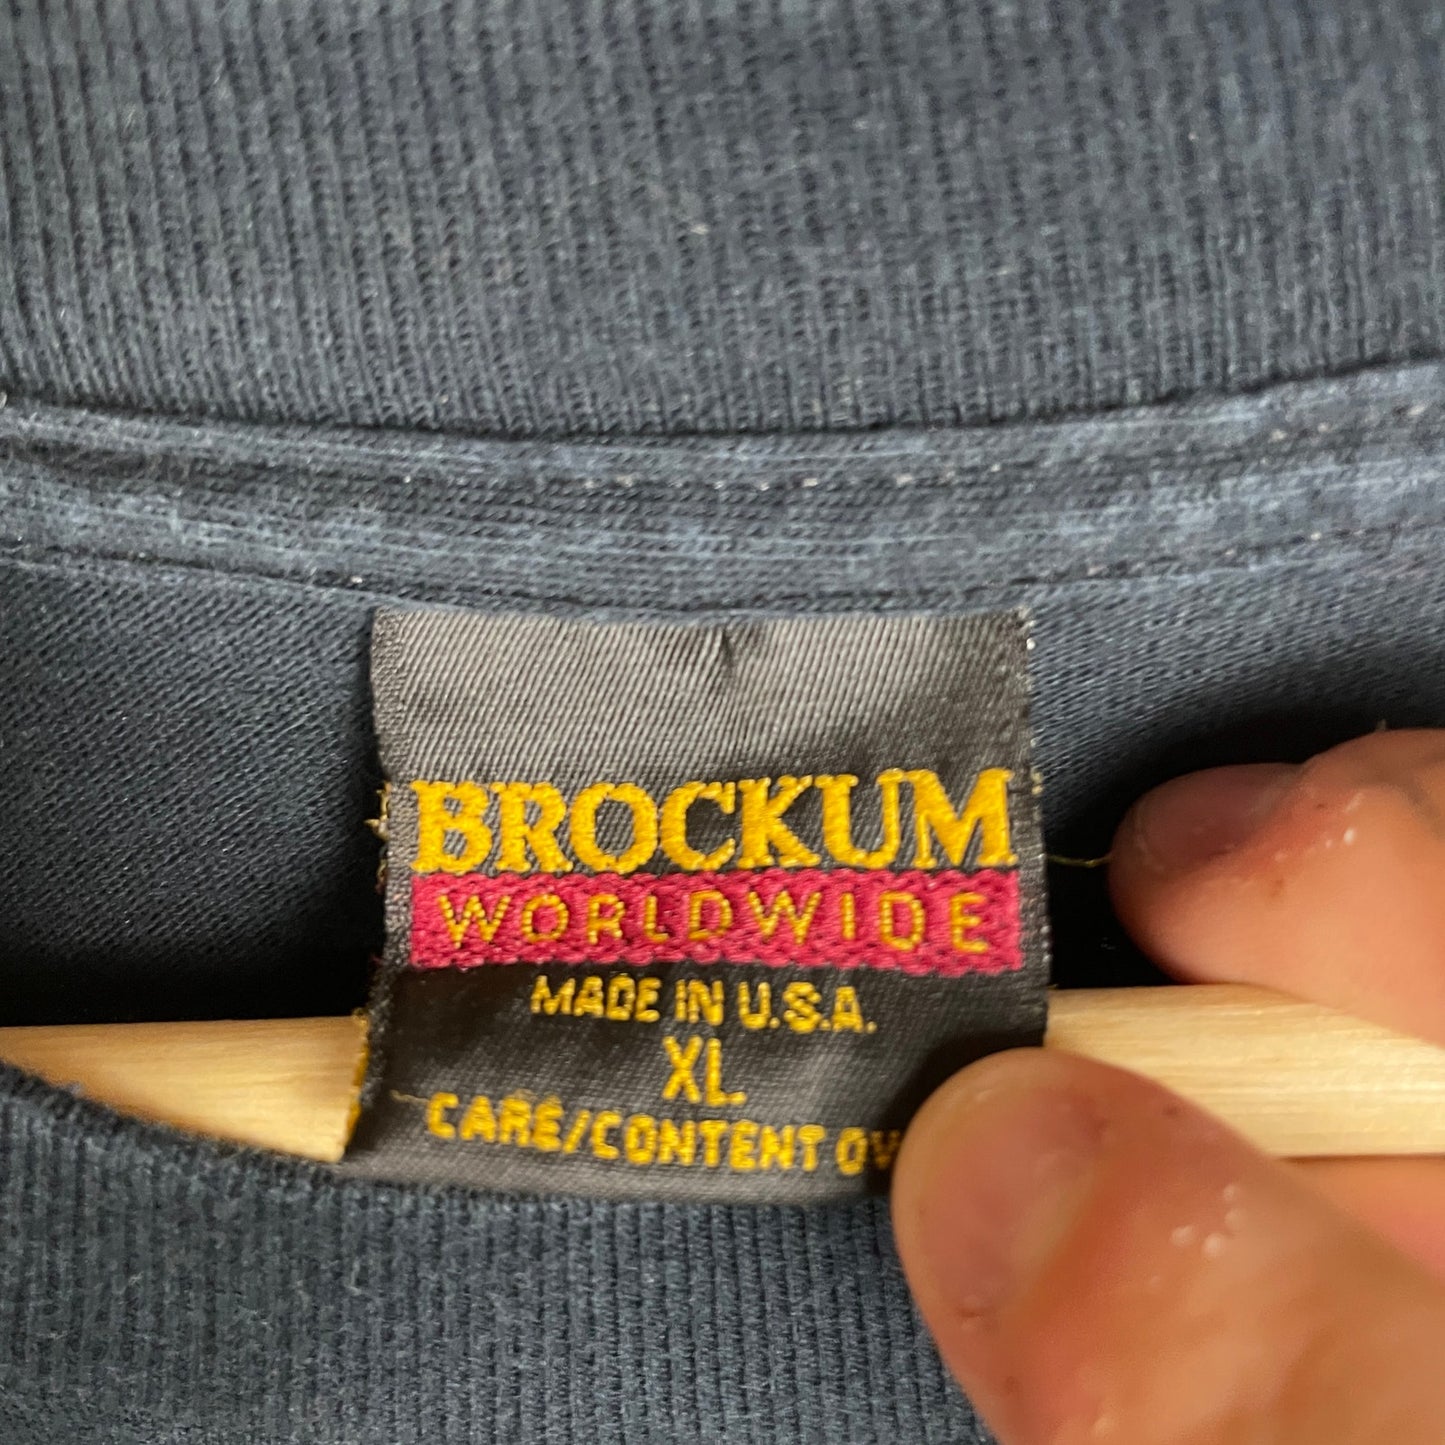 BROCKUM
WORLDWIDE
MADE IN U.S.A.
XL
CARE/CONTENT